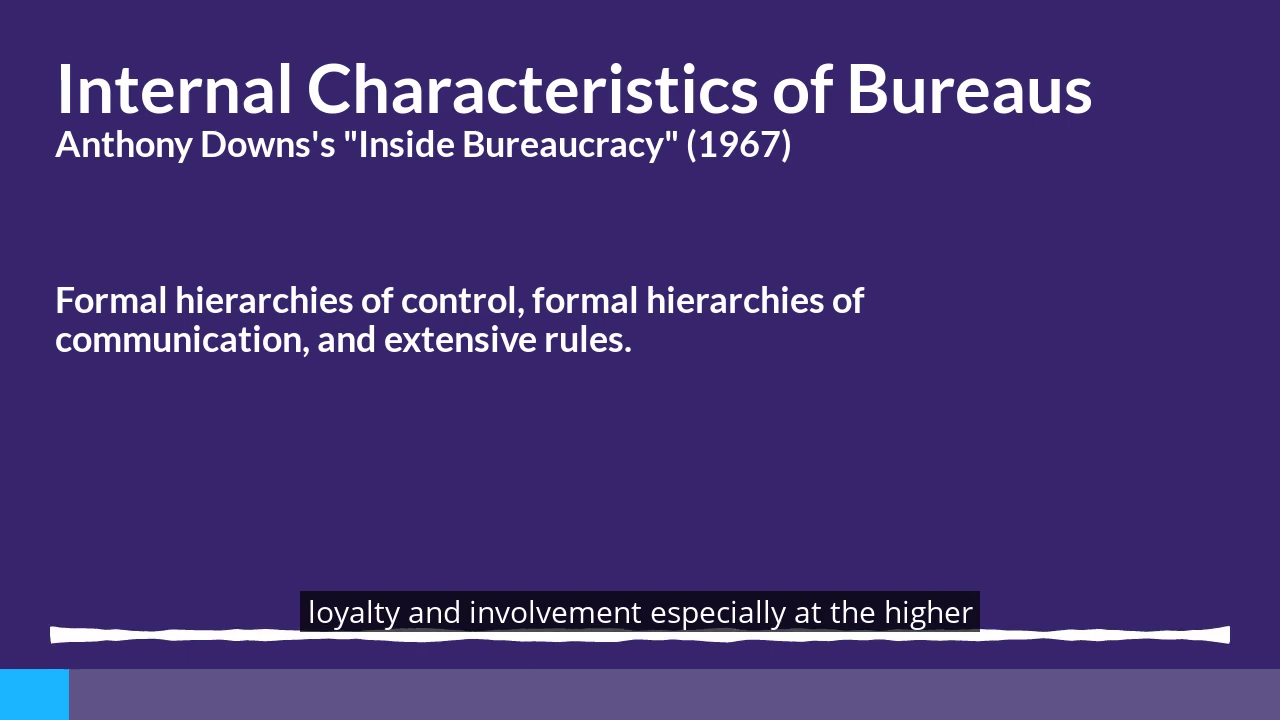 Internal Characteristics of Bureaus
Anthony Downs's "Inside Bureaucracy" (1967)
Formal hierarchies of control, formal hierarchies of
communication, and extensive rules.
loyalty and involvement especially at the higher